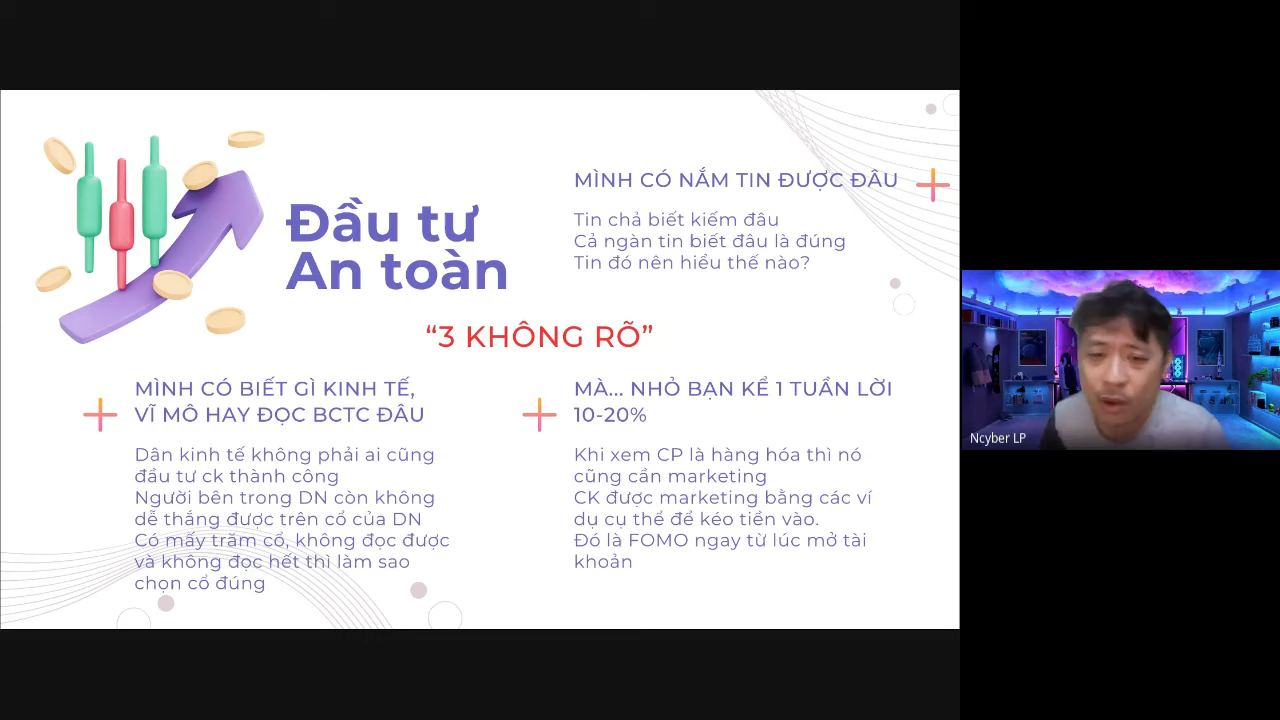 Đầu tư
An toàn
MÌNH CÓ NẮM TIN ĐƯỢC ĐÂU
Tin chả biết kiếm đâu
Cả ngàn tin biết đâu là đúng
Tin đó nên hiểu thế nào?
“3 KHÔNG RÕ”
MÌNH CÓ BIẾT GÌ KINH TẾ,
VĨ MÔ HAY ĐỌC BCTC ĐÂU
Dân kinh tế không phải ai cũng
đầu tư ck thành công
Người bên trong DN còn không
dễ thắng được trên cổ của DN
Có mấy trăm cổ, không đọc được
và không đọc hết thì làm sao
chọn cổ đúng
MÀ... NHỎ BẠN KỂ 1 TUẦN LỜI
10-20%
Khi xem CP là hàng hóa thì nó
cũng cần marketing
CK được marketing bằng các ví
dụ cụ thể để kéo tiền vào.
Đó là FOMO ngay từ lúc mở tài
khoản
Ncyber LP